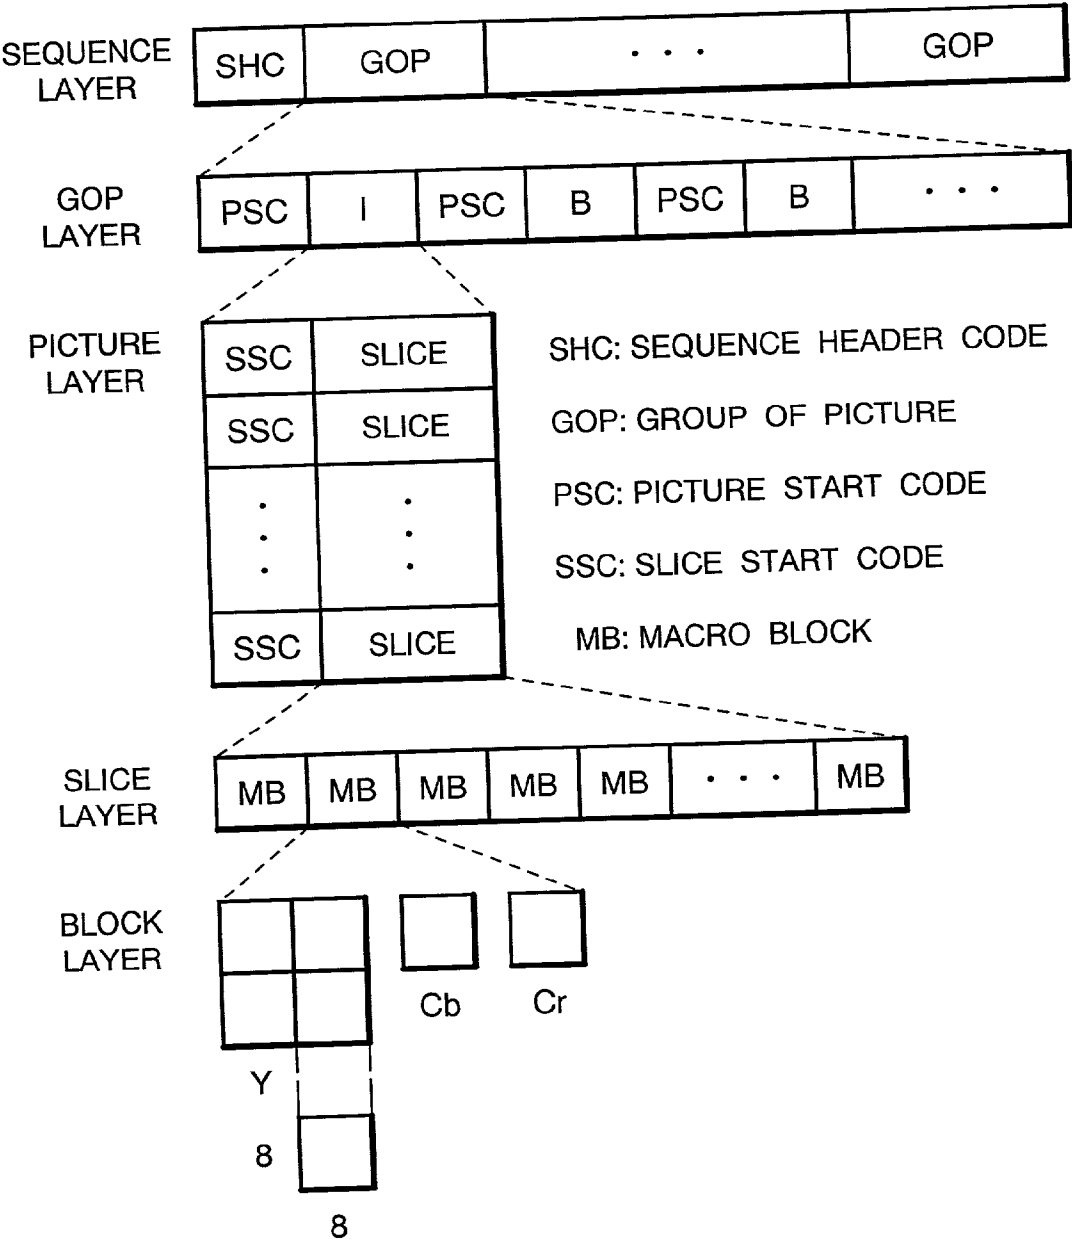 SEQUENCE LAYER
SHC GOP · · · GOP
GOP LAYER
PSC I PSC B PSC B · · ·
PICTURE LAYER
SSC SLICE
SSC SLICE
SSC SLICE
SHC: SEQUENCE HEADER CODE
GOP: GROUP OF PICTURE
PSC: PICTURE START CODE
SSC: SLICE START CODE
MB: MACRO BLOCK
SLICE LAYER
MB MB MB MB MB · · · MB
BLOCK LAYER
Cb Cr
Y
8
8